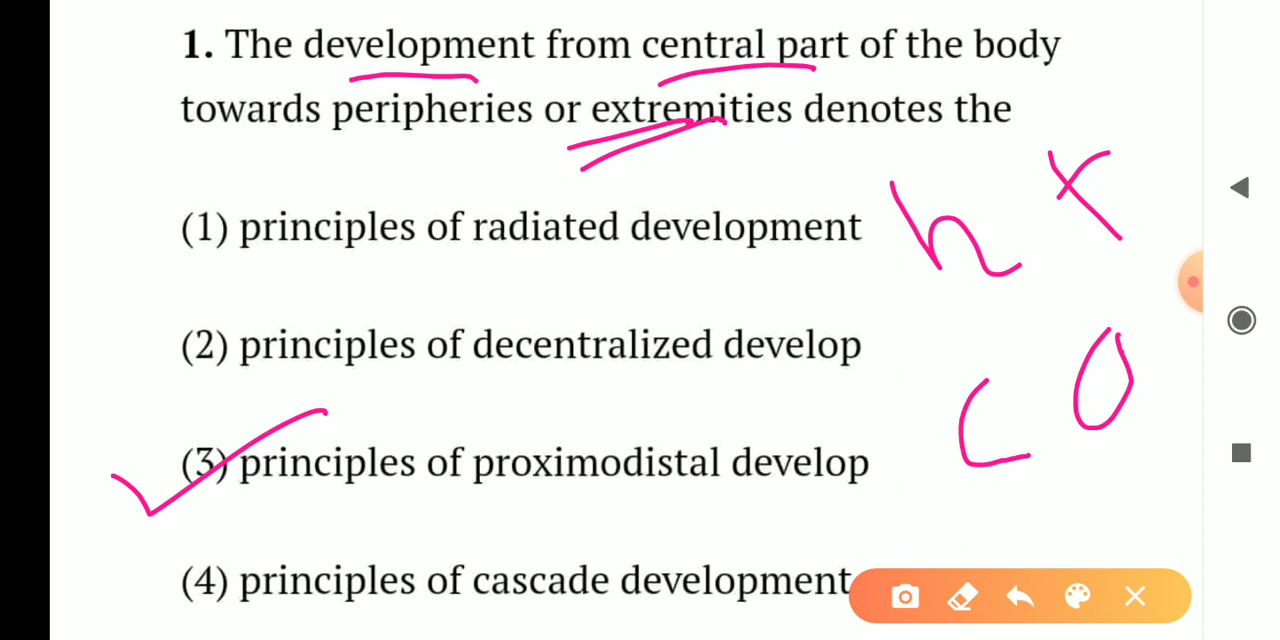 1. The development from central part of the body
towards peripheries or extremities denotes the
(1) principles of radiated development
(2) principles of decentralized develop
(3) principles of proximodistal develop
(4) principles of cascade development